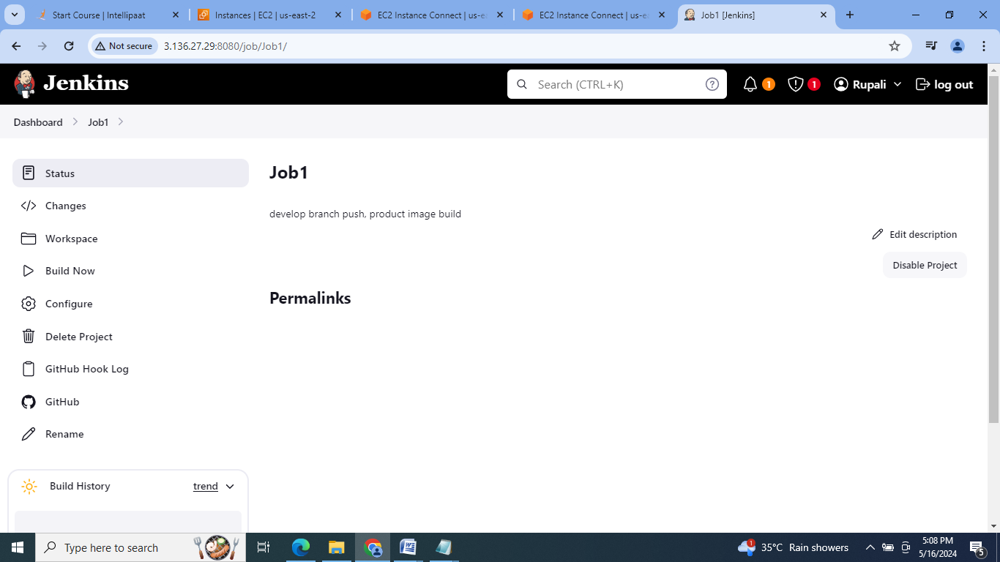 Start Course | Intellipaat
Instances | EC2 | us-east-2
EC2 Instance Connect | us-ea
EC2 Instance Connect | us-ea
Job1 [Jenkins]
Not secure
3.136.27.29:8080/job/Job1/
Jenkins
Search (CTRL+K)
1
1
Rupali
log out
Dashboard
Job1
Status
Changes
Workspace
Build Now
Configure
Delete Project
GitHub Hook Log
GitHub
Rename
Build History
trend
Job1
develop branch push, product image build
Edit description
Disable Project
Permalinks
Type here to search
1
35°C Rain showers
5:08 PM
5/16/2024
5